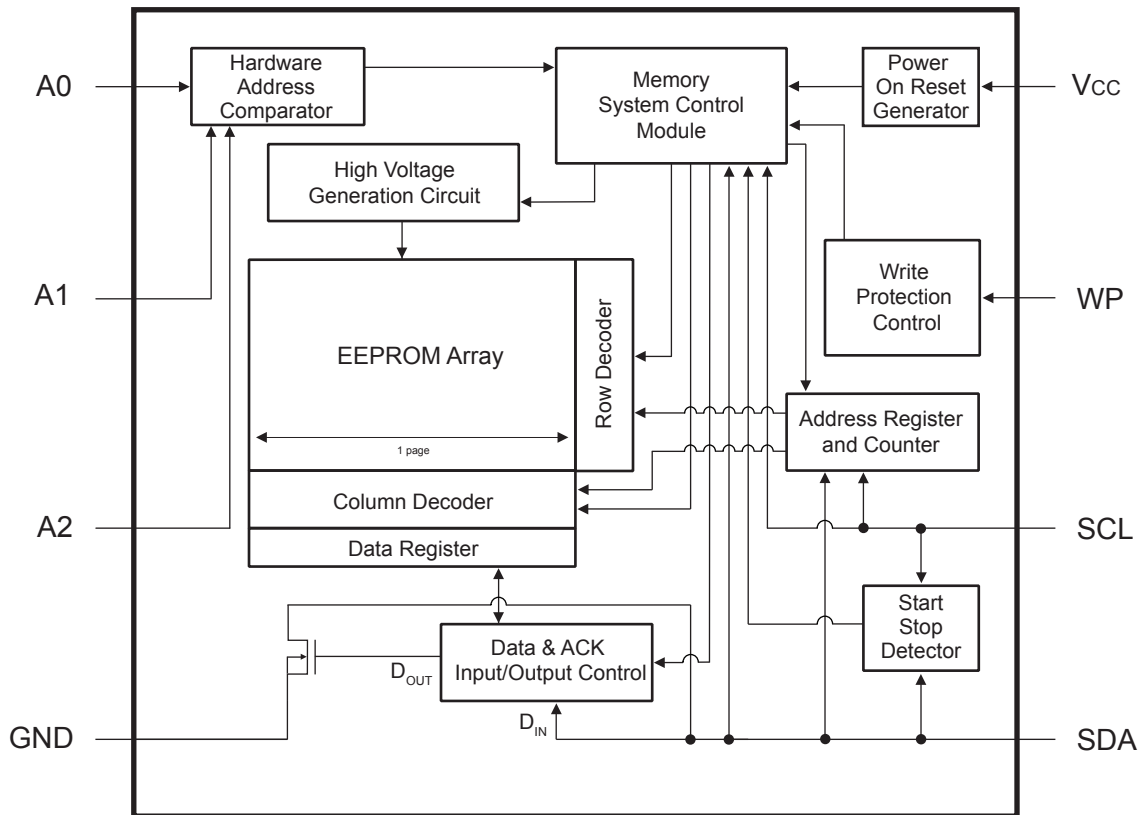 A0
Hardware
Address
Comparator
Memory
System Control
Module
Power
On Reset
Generator
VCC
High Voltage
Generation Circuit
A1
EEPROM Array
1 page
Row Decoder
Write
Protection
Control
WP
Address Register
and Counter
Column Decoder
A2
Data Register
SCL
Start
Stop
Detector
Data & ACK
Input/Output Control
DOUT
DIN
GND
SDA